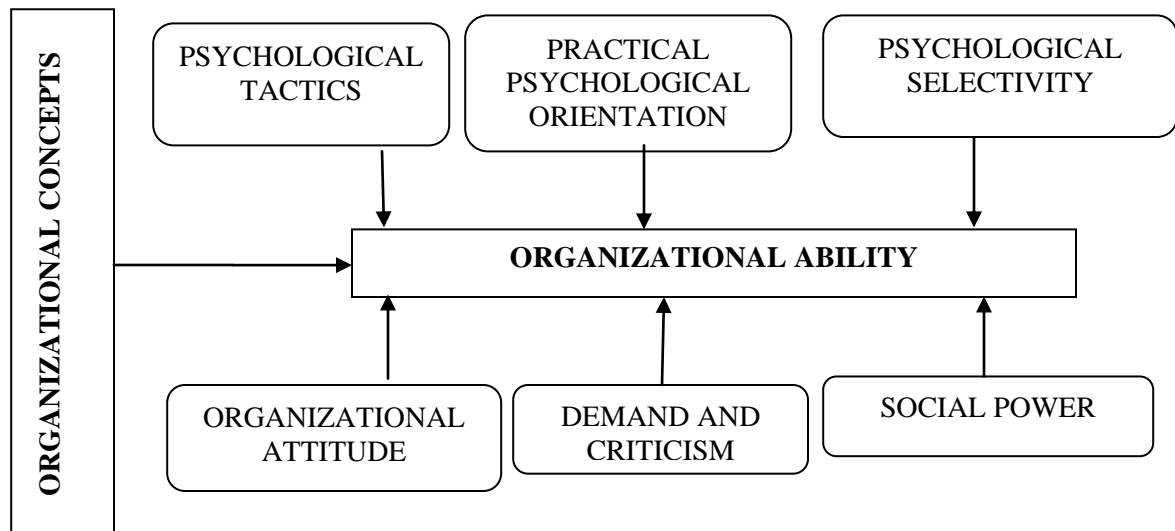 ORGANIZATIONAL CONCEPTS
PSYCHOLOGICAL
TACTICS
PRACTICAL
PSYCHOLOGICAL
ORIENTATION
PSYCHOLOGICAL
SELECTIVITY
ORGANIZATIONAL ABILITY
ORGANIZATIONAL
ATTITUDE
DEMAND AND
CRITICISM
SOCIAL POWER